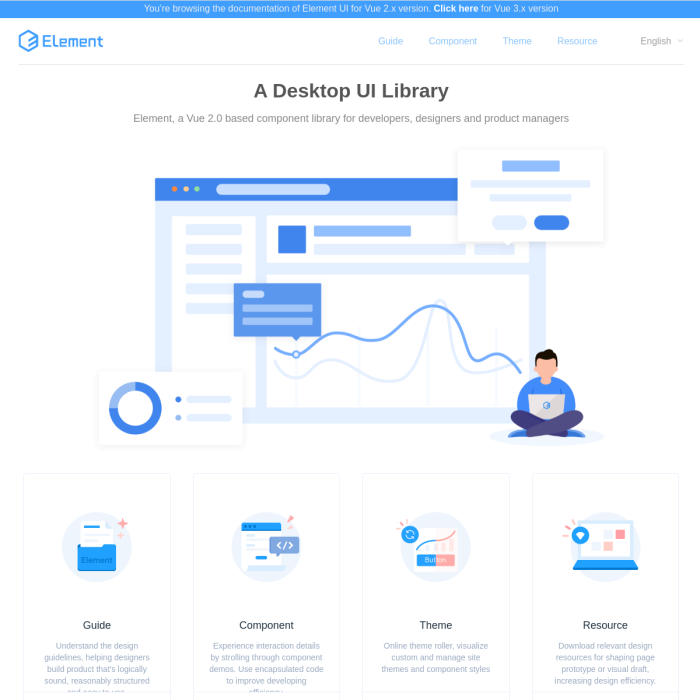 You're browsing the documentation of Element UI for Vue 2.x version. Click here for Vue 3.x version
Element Guide Component Theme Resource English
A Desktop UI Library
Element, a Vue 2.0 based component library for developers, designers and product managers
Element
Button
Guide
Understand the design
guidelines, helping designers
build product that's logically
sound, reasonably structured
and easy to use.
Component
Experience interaction details
by strolling through component
demos. Use encapsulated code
to improve developing
efficiency.
Theme
Online theme roller, visualize
custom and manage site
themes and component styles
Resource
Download relevant design
resources for shaping page
prototype or visual draft,
increasing design efficiency.